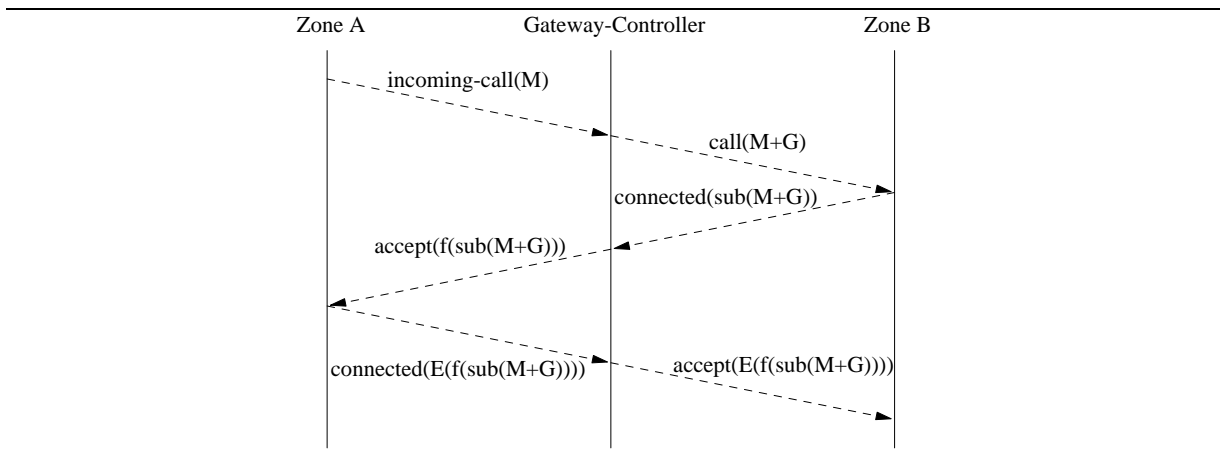 Zone A Gateway-Controller Zone B
incoming-call(M)
call(M+G)
connected(sub(M+G))
accept(f(sub(M+G)))
connected(E(f(sub(M+G)))) accept(E(f(sub(M+G))))